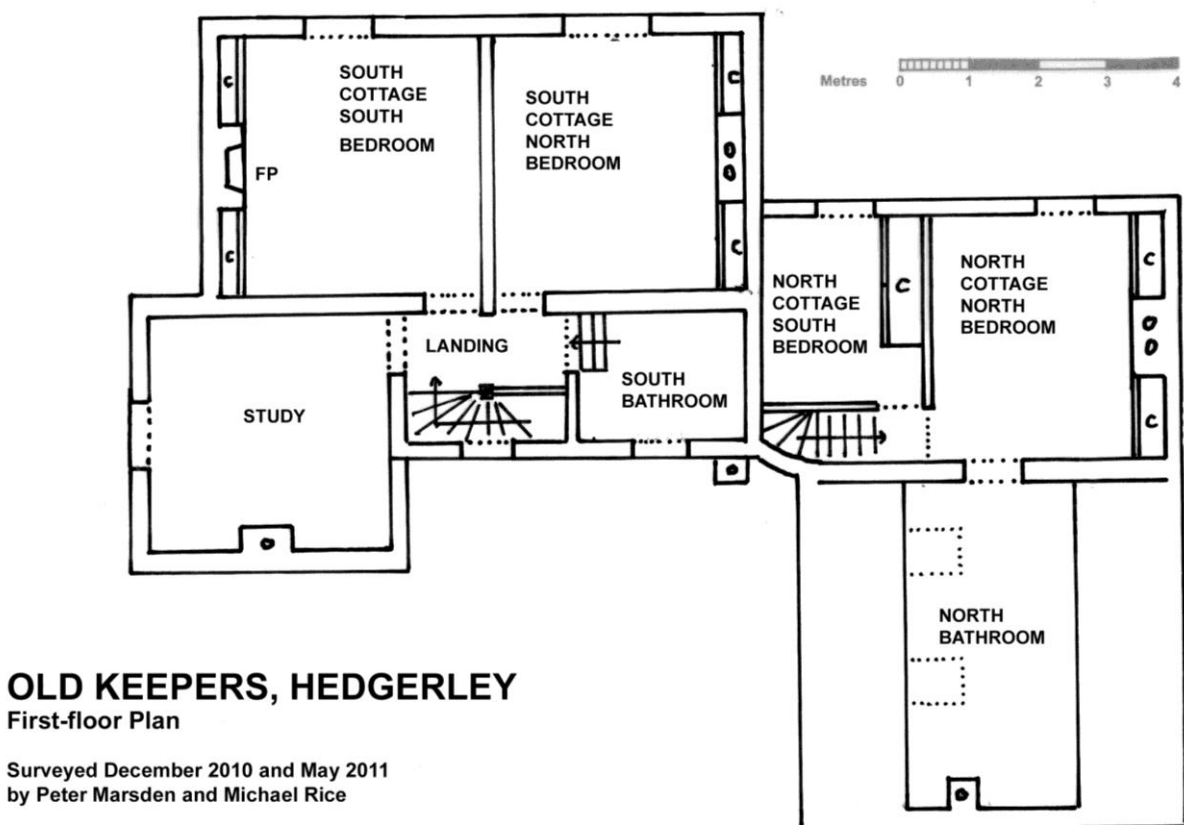 SOUTH
COTTAGE
SOUTH
BEDROOM
SOUTH
COTTAGE
NORTH
BEDROOM
Metres 0 1 2 3 4
C
C
FP
C
C
NORTH
COTTAGE
SOUTH
BEDROOM
C
NORTH
COTTAGE
NORTH
BEDROOM
C
C
LANDING
STUDY
SOUTH
BATHROOM
NORTH
BATHROOM
OLD KEEPERS, HEDGERLEY
First-floor Plan
Surveyed December 2010 and May 2011
by Peter Marsden and Michael Rice